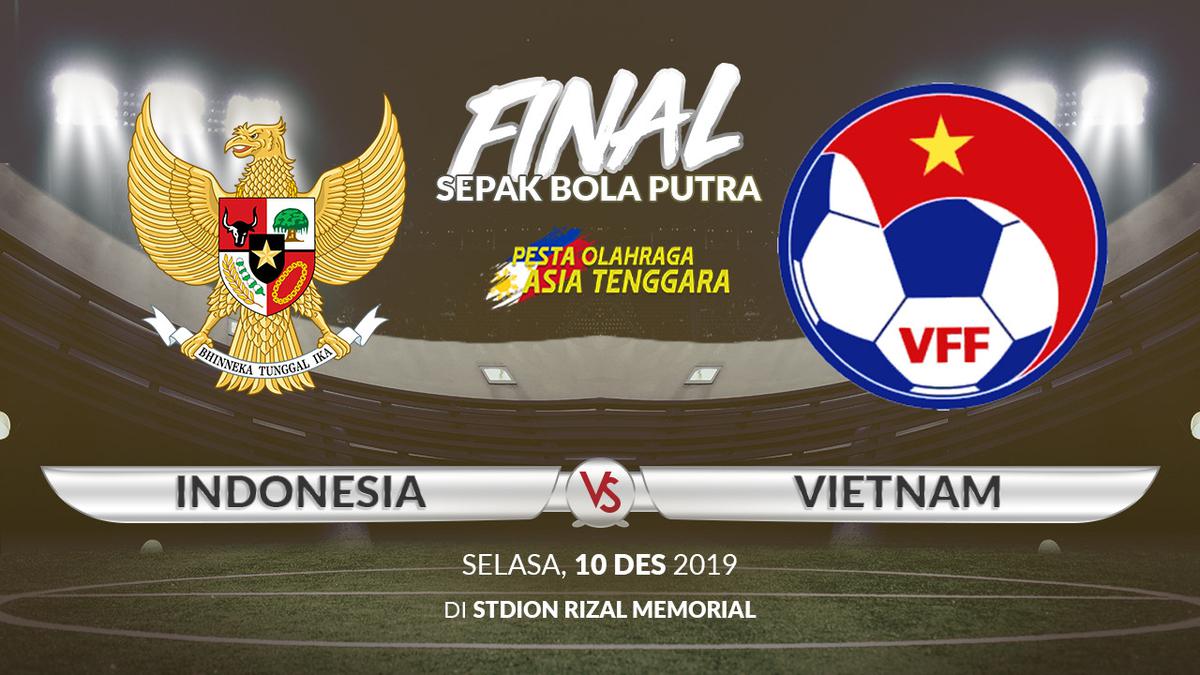 FINAL
SEPAK BOLA PUTRA
PESTA OLAHRAGA
ASIA TENGGARA
BHINNEKA TUNGGAL IKA
VFF
INDONESIA
VS
VIETNAM
SELASA, 10 DES 2019
DI STDION RIZAL MEMORIAL